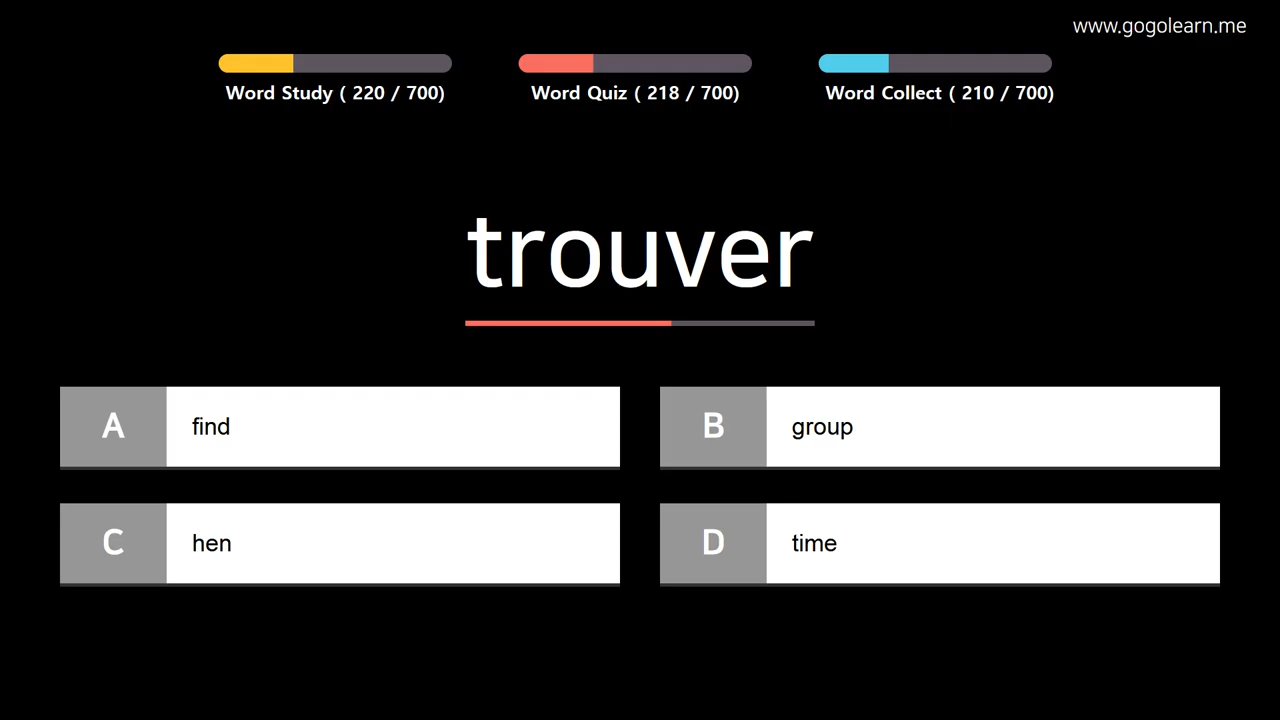 www.gogolearn.me
Word Study ( 220 / 700)
Word Quiz ( 218 / 700)
Word Collect ( 210 / 700)
trouver
A find
B group
C hen
D time